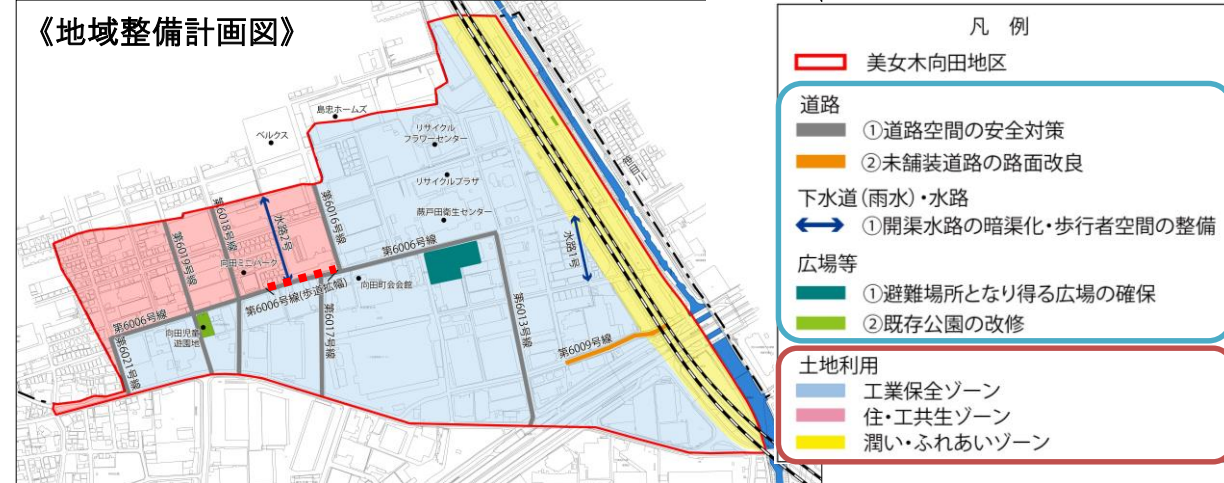 《地域整備計画図》
島忠ホームズ
ベルクス
リサイクル
フラワーセンター
リサイクルプラザ
蕨戸田衛生センター
笹目川
第6016号線
水路2号
第6018号線
第6019号線
向田ミニパーク
第6006号線
水路1号
向田町会会館
第6006号線(歩道拡幅)
第6006号線
向田児童
遊園地
第6017号線
第6013号線
第6009号線
第6021号線
凡 例
美女木向田地区
道路
①道路空間の安全対策
②未舗装道路の路面改良
下水道(雨水)・水路
①開渠水路の暗渠化・歩行者空間の整備
広場等
①避難場所となり得る広場の確保
②既存公園の改修
土地利用
工業保全ゾーン
住・工共生ゾーン
潤い・ふれあいゾーン